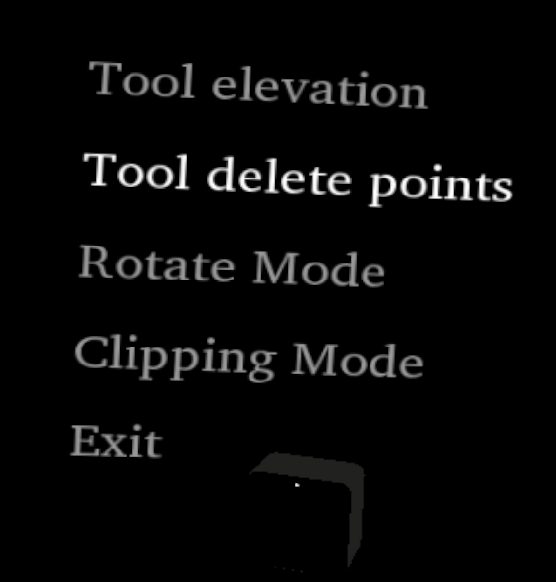 Tool elevation
Tool delete points
Rotate Mode
Clipping Mode
Exit